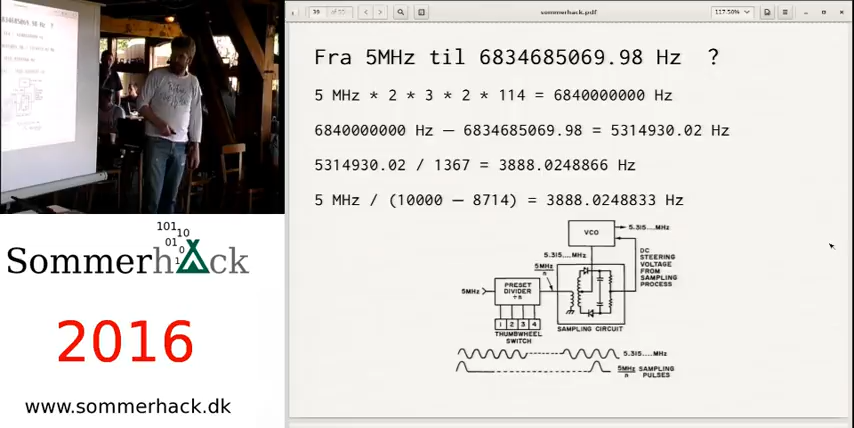 sommerhack.pdf
117.50%
Fra 5MHz til 6834685069.98 Hz ?
5 MHz * 2 * 3 * 2 * 114 = 6840000000 Hz
6840000000 Hz – 6834685069.98 = 5314930.02 Hz
5314930.02 / 1367 = 3888.0248866 Hz
5 MHz / (10000 – 8714) = 3888.0248833 Hz
VCO
5.315....MHz
5.315....MHz
DC
STEERING
VOLTAGE
FROM
SAMPLING
PROCESS
5MHz
n
5MHz
PRESET
DIVIDER
÷n
1 2 3 4
THUMBWHEEL
SWITCH
SAMPLING CIRCUIT
5.315....MHz
5MHz
n
SAMPLING
PULSES
101
10
01
0
1
Sommerhack
2016
www.sommerhack.dk